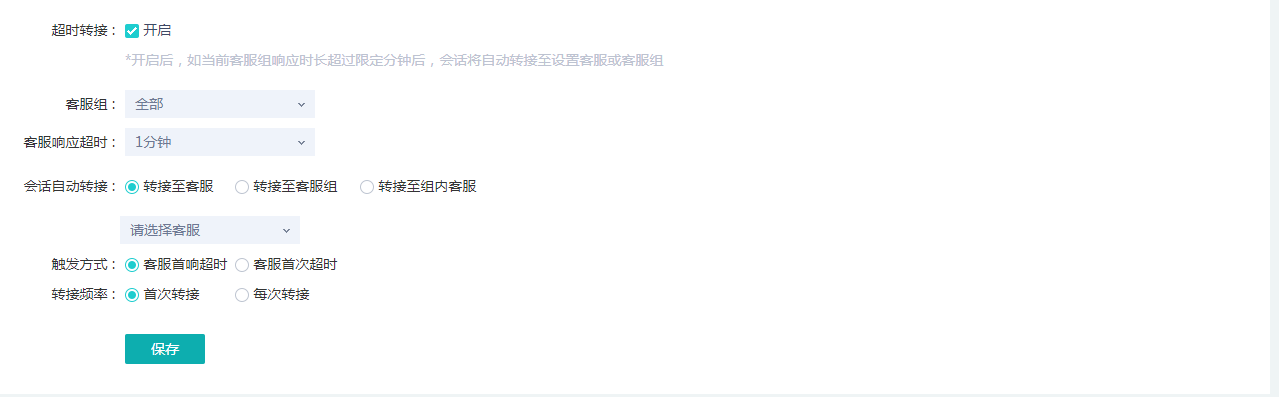 超时转接： 开启
*开启后，如当前客服组响应时长超过限定分钟后，会话将自动转接至设置客服或客服组
客服组： 全部
客服响应超时： 1分钟
会话自动转接： 转接至客服 转接至客服组 转接至组内客服
请选择客服
触发方式： 客服首响超时 客服首次超时
转接频率： 首次转接 每次转接
保存